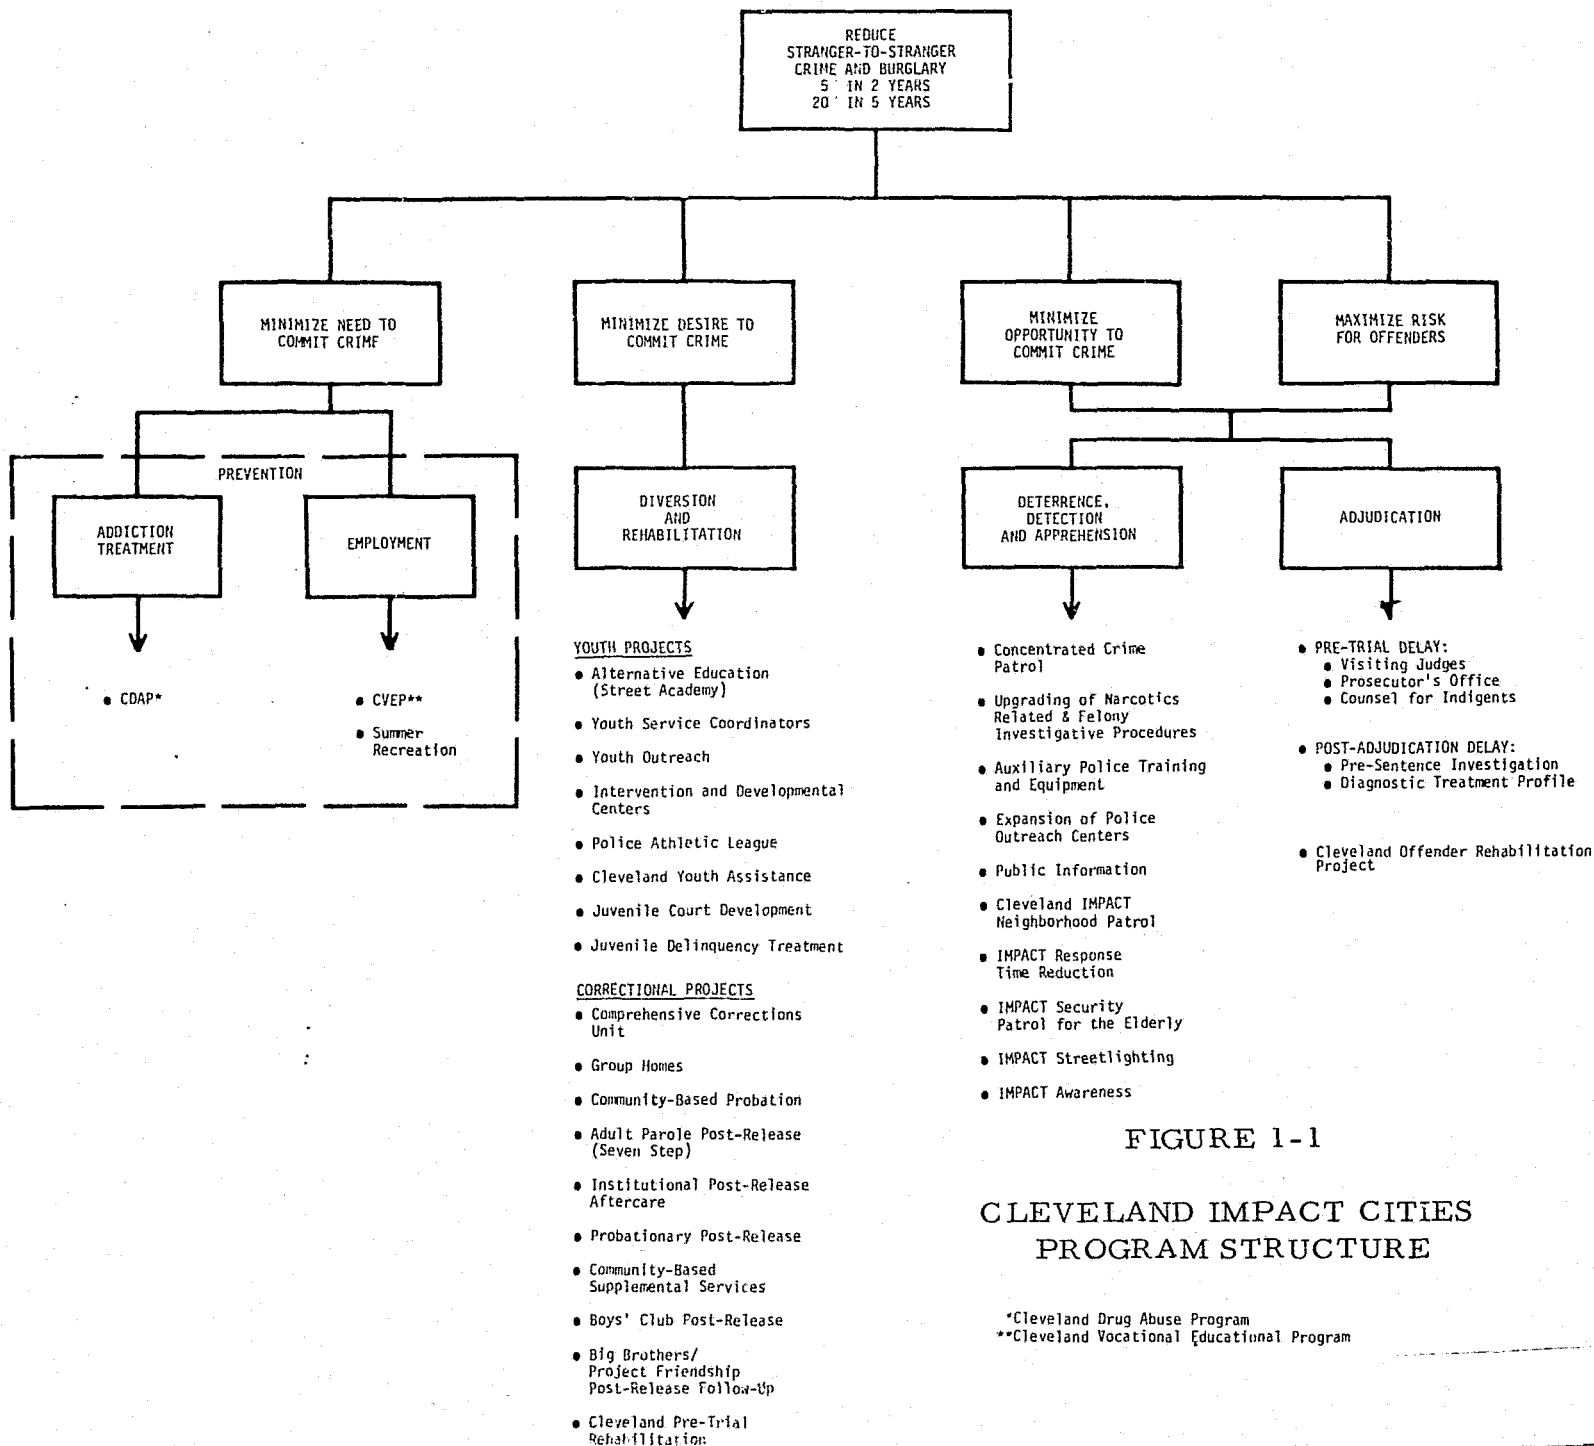 REDUCE
STRANGER-TO-STRANGER
CRIME AND BURGLARY
5 ' IN 2 YEARS
20 ' IN 5 YEARS
MINIMIZE NEED TO
COMMIT CRIME
MINIMIZE DESIRE TO
COMMIT CRIME
MINIMIZE
OPPORTUNITY TO
COMMIT CRIME
MAXIMIZE RISK
FOR OFFENDERS
PREVENTION
ADDICTION
TREATMENT
EMPLOYMENT
DIVERSION
AND
REHABILITATION
DETERRENCE,
DETECTION
AND APPREHENSION
ADJUDICATION
• CDAP*
• CVEP**
• Summer
Recreation
YOUTH PROJECTS
• Alternative Education
(Street Academy)
• Youth Service Coordinators
• Youth Outreach
• Intervention and Developmental
Centers
• Police Athletic League
• Cleveland Youth Assistance
• Juvenile Court Development
• Juvenile Delinquency Treatment
CORRECTIONAL PROJECTS
• Comprehensive Corrections
Unit
• Group Homes
• Community-Based Probation
• Adult Parole Post-Release
(Seven Step)
• Institutional Post-Release
Aftercare
• Probationary Post-Release
• Community-Based
Supplemental Services
• Boys' Club Post-Release
• Big Brothers/
Project Friendship
Post-Release Follow-Up
• Cleveland Pre-Trial
Rehabilitation
• Concentrated Crime
Patrol
• Upgrading of Narcotics
Related & Felony
Investigative Procedures
• Auxiliary Police Training
and Equipment
• Expansion of Police
Outreach Centers
• Public Information
• Cleveland IMPACT
Neighborhood Patrol
• IMPACT Response
Time Reduction
• IMPACT Security
Patrol for the Elderly
• IMPACT Streetlighting
• IMPACT Awareness
• PRE-TRIAL DELAY:
• Visiting Judges
• Prosecutor's Office
• Counsel for Indigents
• POST-ADJUDICATION DELAY:
• Pre-Sentence Investigation
• Diagnostic Treatment Profile
• Cleveland Offender Rehabilitation
Project
FIGURE 1-1
CLEVELAND IMPACT CITIES
PROGRAM STRUCTURE
*Cleveland Drug Abuse Program
**Cleveland Vocational Educational Program